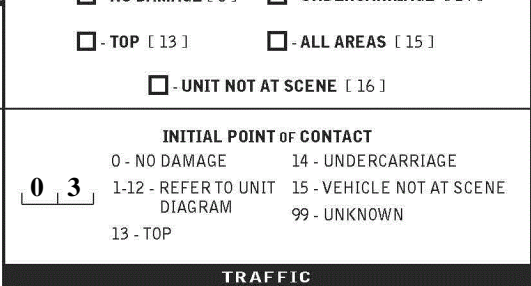 - TOP [ 13 ] - ALL AREAS [ 15 ]
- UNIT NOT AT SCENE [ 16 ]
INITIAL POINT OF CONTACT
0 - NO DAMAGE 14 - UNDERCARRIAGE
0 3 1-12 - REFER TO UNIT 15 - VEHICLE NOT AT SCENE
DIAGRAM 99 - UNKNOWN
13 - TOP
TRAFFIC